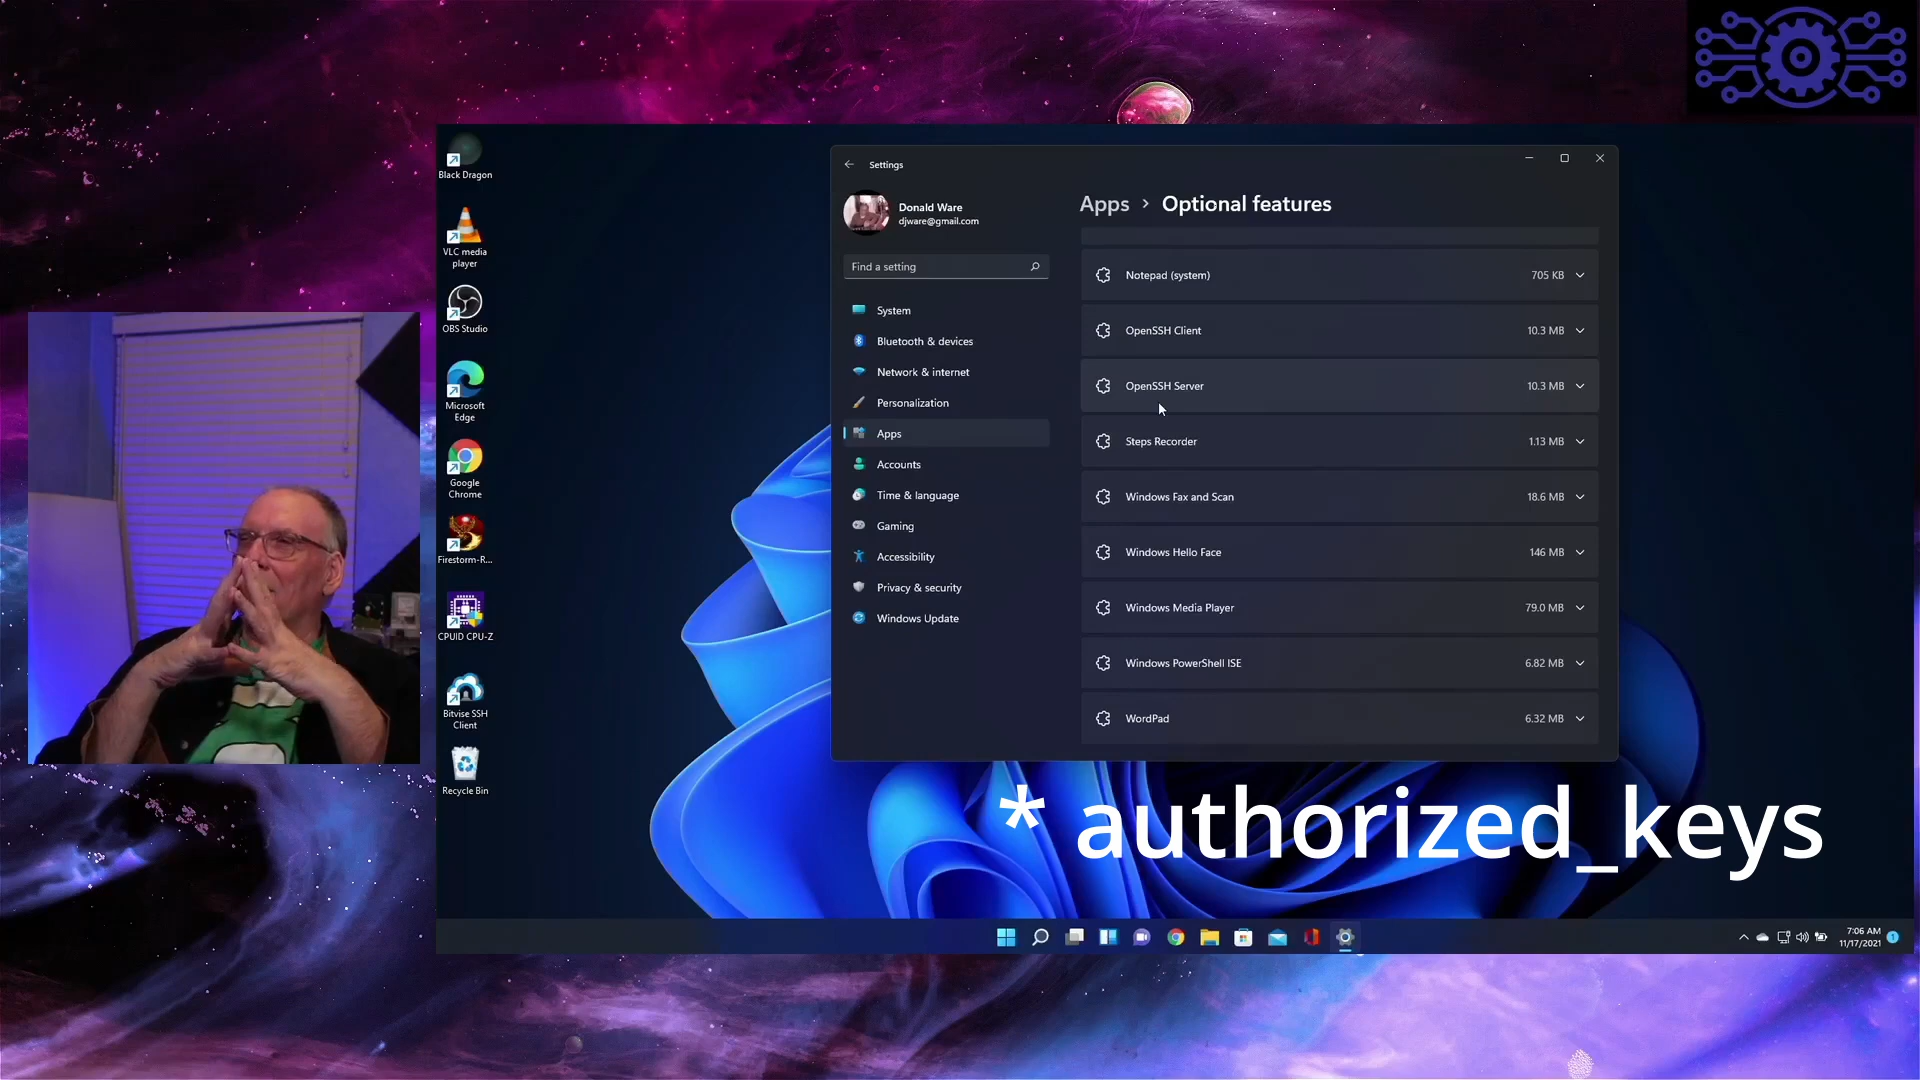 Black Dragon
VLC media
player
OBS Studio
Microsoft
Edge
Google
Chrome
Firestorm-R...
CPUID CPU-Z
Bitvise SSH
Client
Recycle Bin
Settings
Donald Ware
djware@gmail.com
Find a setting
System
Bluetooth & devices
Network & internet
Personalization
Apps
Accounts
Time & language
Gaming
Accessibility
Privacy & security
Windows Update
Apps > Optional features
Notepad (system) 705 KB
OpenSSH Client 10.3 MB
OpenSSH Server 10.3 MB
Steps Recorder 1.13 MB
Windows Fax and Scan 18.6 MB
Windows Hello Face 146 MB
Windows Media Player 79.0 MB
Windows PowerShell ISE 6.82 MB
WordPad 6.32 MB
* authorized_keys
7:06 AM
11/17/2021
1